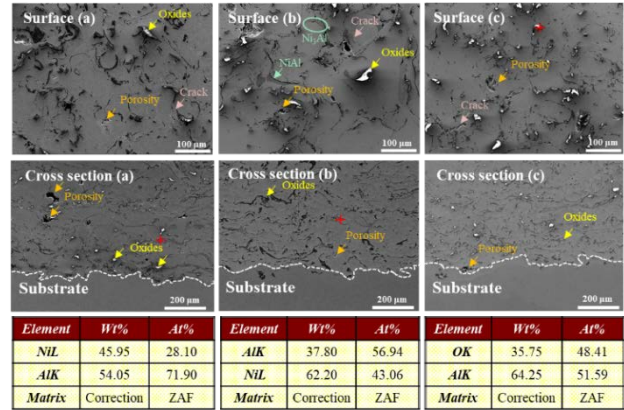 Surface (a)
Oxides
Porosity
Crack
100 μm
Surface (b)
Ni₃Al
Crack
Oxides
NiAl
Porosity
100 μm
Surface (c)
Porosity
Crack
100 μm
Cross section (a)
Porosity
Oxides
Substrate
200 μm
Cross section (b)
Oxides
Porosity
Substrate
200 μm
Cross section (c)
Oxides
Porosity
Substrate
200 μm
Element Wt% At%
NiL 45.95 28.10
AlK 54.05 71.90
Matrix Correction ZAF
Element Wt% At%
AlK 37.80 56.94
NiL 62.20 43.06
Matrix Correction ZAF
Element Wt% At%
OK 35.75 48.41
AlK 64.25 51.59
Matrix Correction ZAF